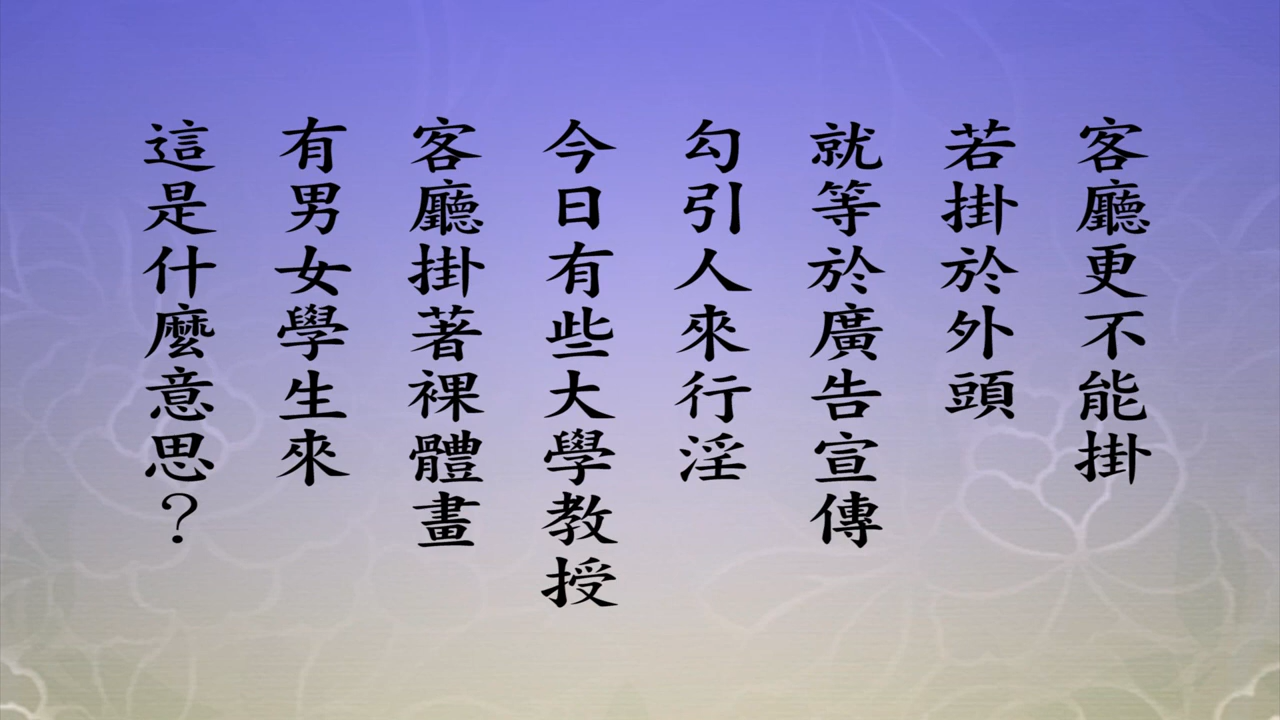 客廳更不能掛
若掛於外頭
就等於廣告宣傳
勾引人來行淫
今日有些大學教授
客廳掛著裸體畫
有男女學生來
這是什麼意思？